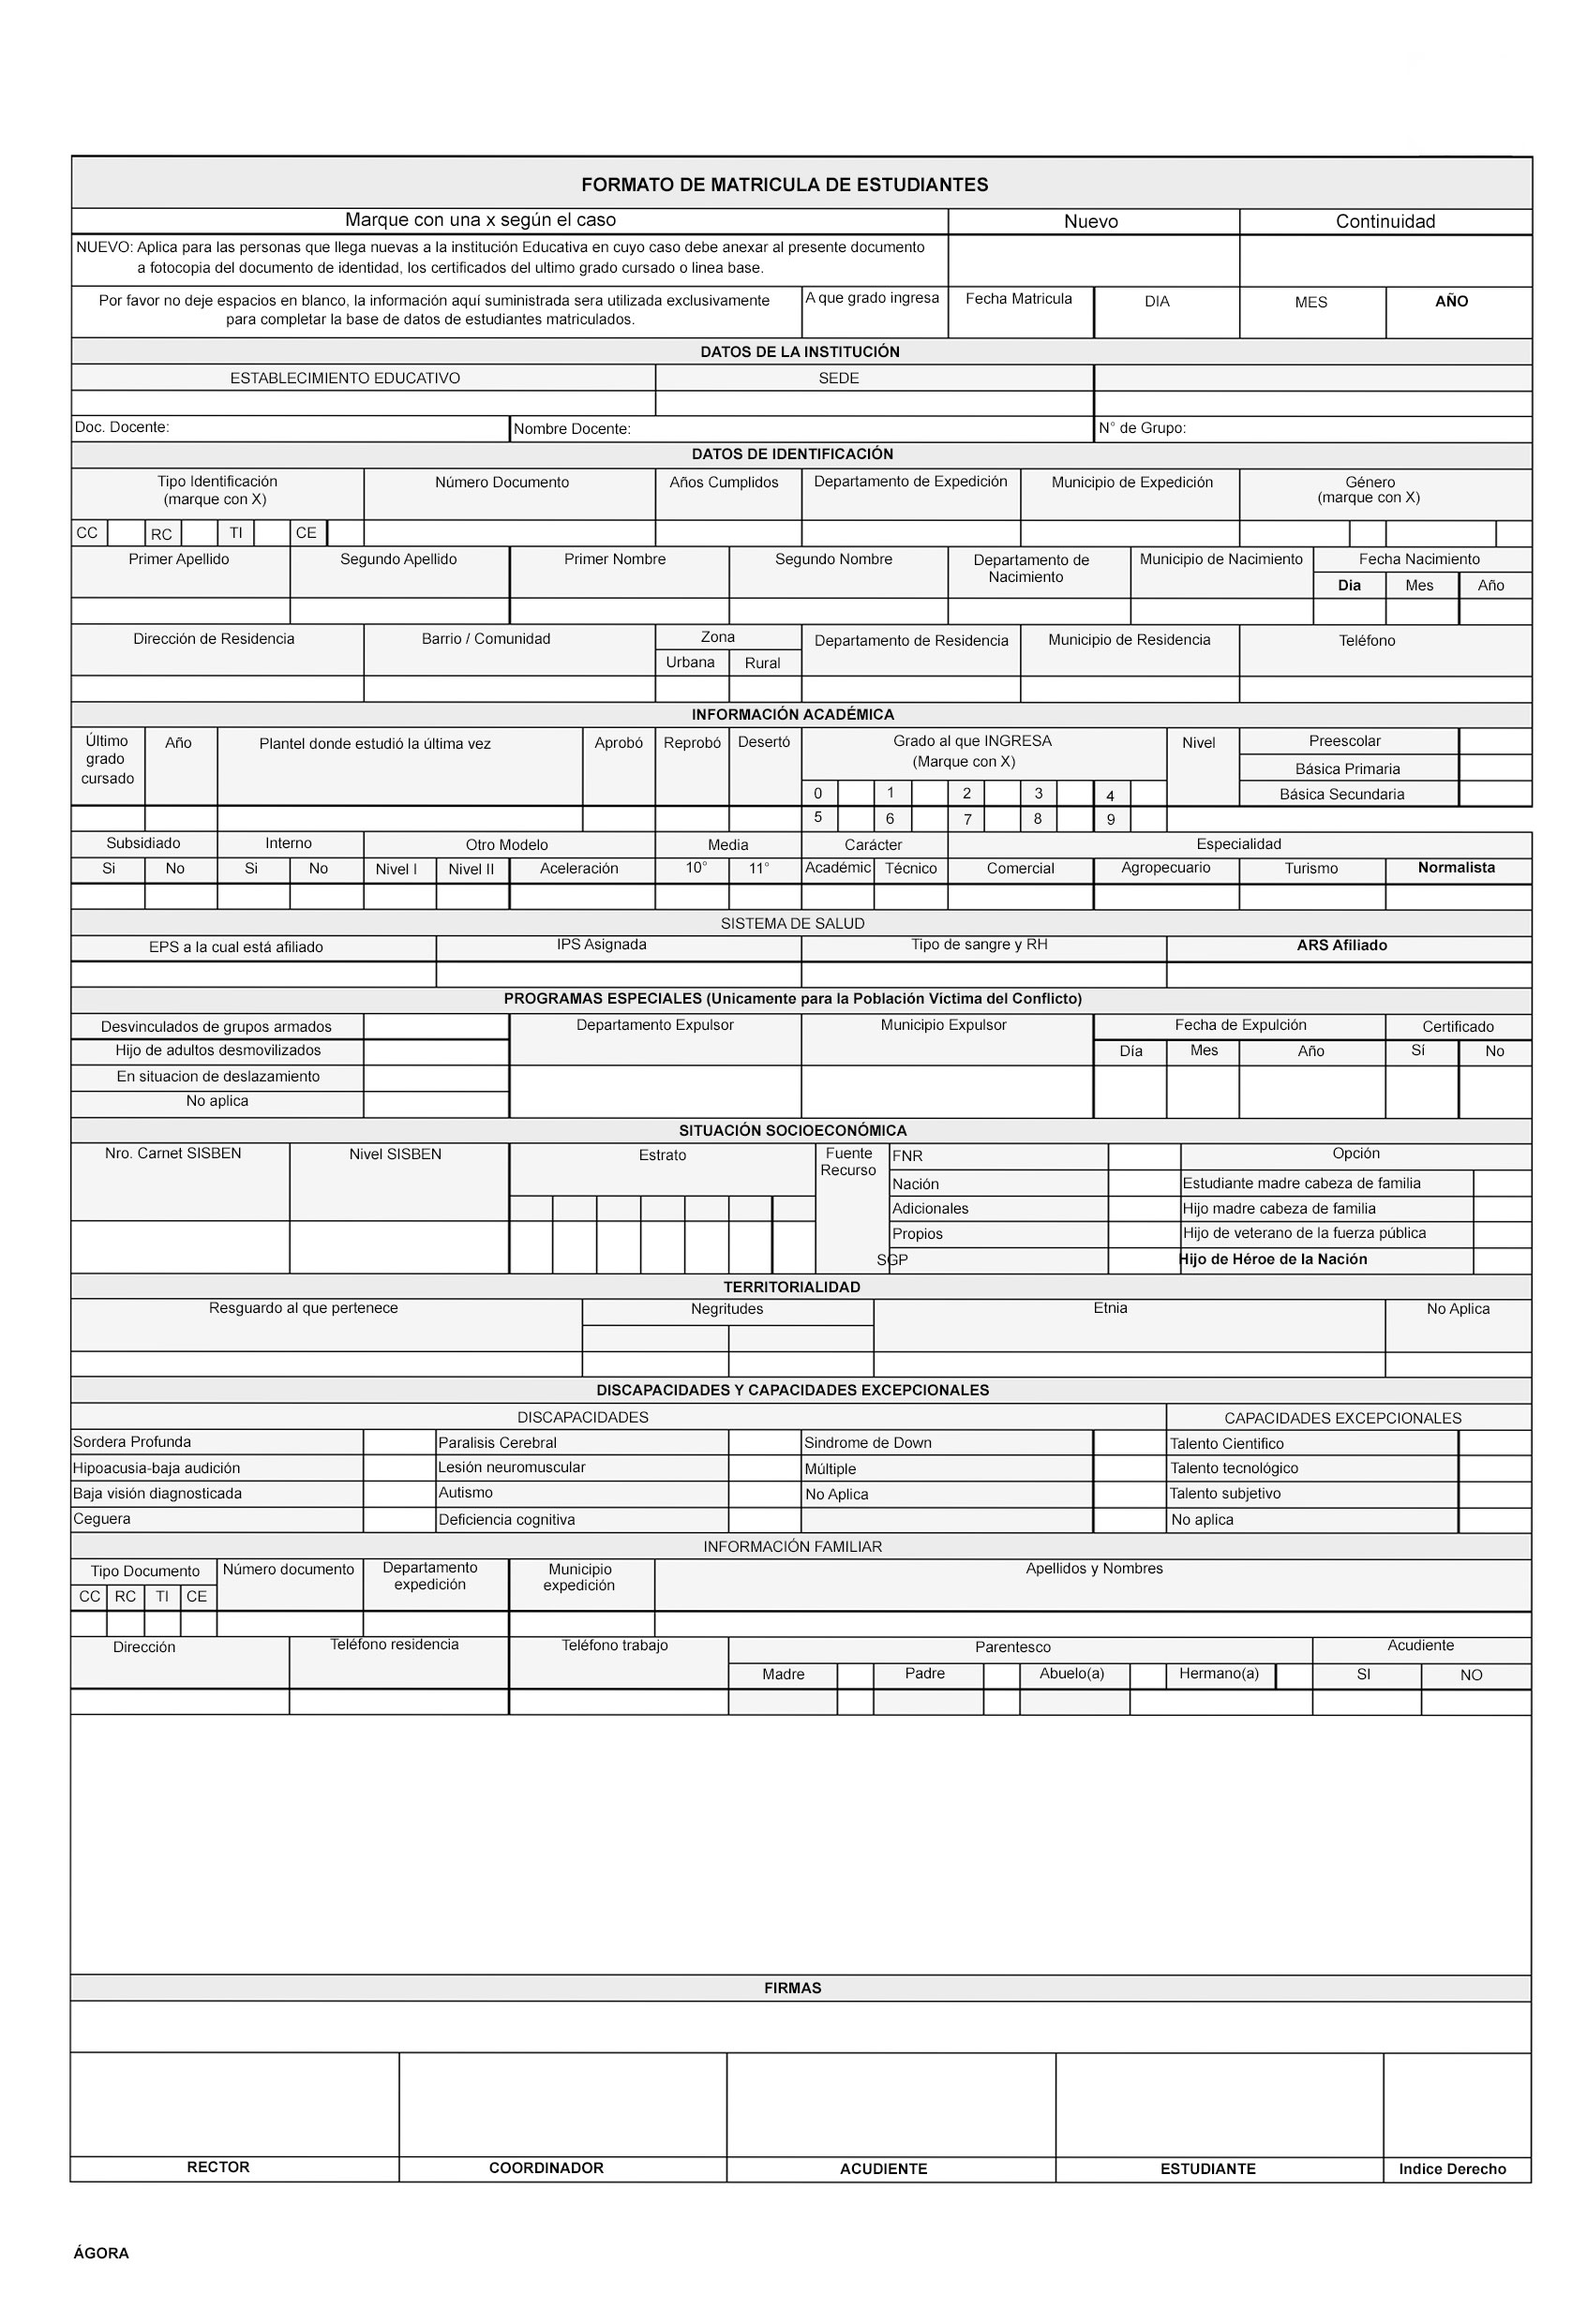 FORMATO DE MATRICULA DE ESTUDIANTES
Marque con una x según el caso Nuevo Continuidad
NUEVO: Aplica para las personas que llega nuevas a la institución Educativa en cuyo caso debe anexar al presente documento
a fotocopia del documento de identidad, los certificados del ultimo grado cursado o linea base.
Por favor no deje espacios en blanco, la información aquí suministrada sera utilizada exclusivamente
para completar la base de datos de estudiantes matriculados.
A que grado ingresa Fecha Matricula DIA MES AÑO
DATOS DE LA INSTITUCIÓN
ESTABLECIMIENTO EDUCATIVO SEDE
Doc. Docente: Nombre Docente: N° de Grupo:
DATOS DE IDENTIFICACIÓN
Tipo Identificación
(marque con X)
Número Documento Años Cumplidos Departamento de Expedición Municipio de Expedición
Género
(marque con X)
CC RC TI CE
Primer Apellido Segundo Apellido Primer Nombre Segundo Nombre
Departamento de
Nacimiento
Municipio de Nacimiento Fecha Nacimiento
Dia Mes Año
Dirección de Residencia Barrio / Comunidad Zona Departamento de Residencia Municipio de Residencia Teléfono
Urbana Rural
INFORMACIÓN ACADÉMICA
Último
grado
cursado
Año Plantel donde estudió la última vez Aprobó Reprobó Desertó
Grado al que INGRESA
(Marque con X)
Nivel Preescolar
Básica Primaria
Básica Secundaria
0 1 2 3 4
5 6 7 8 9
Subsidiado Interno Otro Modelo Media Carácter Especialidad
Si No Si No Nivel I Nivel II Aceleración 10° 11° Académic Técnico Comercial Agropecuario Turismo Normalista
SISTEMA DE SALUD
EPS a la cual está afiliado IPS Asignada Tipo de sangre y RH ARS Afiliado
PROGRAMAS ESPECIALES (Unicamente para la Población Víctima del Conflicto)
Desvinculados de grupos armados Departamento Expulsor Municipio Expulsor Fecha de Expulción Certificado
Hijo de adultos desmovilizados Día Mes Año Sí No
En situacion de deslazamiento
No aplica
SITUACIÓN SOCIOECONÓMICA
Nro. Carnet SISBEN Nivel SISBEN Estrato
Fuente
Recurso
FNR Opción
Nación Estudiante madre cabeza de familia
Adicionales Hijo madre cabeza de familia
Propios Hijo de veterano de la fuerza pública
SGP Hijo de Héroe de la Nación
TERRITORIALIDAD
Resguardo al que pertenece Negritudes Etnia No Aplica
DISCAPACIDADES Y CAPACIDADES EXCEPCIONALES
DISCAPACIDADES CAPACIDADES EXCEPCIONALES
Sordera Profunda Paralisis Cerebral Sindrome de Down Talento Cientifico
Hipoacusia-baja audición Lesión neuromuscular Múltiple Talento tecnológico
Baja visión diagnosticada Autismo No Aplica Talento subjetivo
Ceguera Deficiencia cognitiva No aplica
INFORMACIÓN FAMILIAR
Tipo Documento Número documento
Departamento
expedición
Municipio
expedición
Apellidos y Nombres
CC RC TI CE
Dirección Teléfono residencia Teléfono trabajo Parentesco Acudiente
Madre Padre Abuelo(a) Hermano(a) SI NO
FIRMAS
RECTOR COORDINADOR ACUDIENTE ESTUDIANTE Indice Derecho
ÁGORA